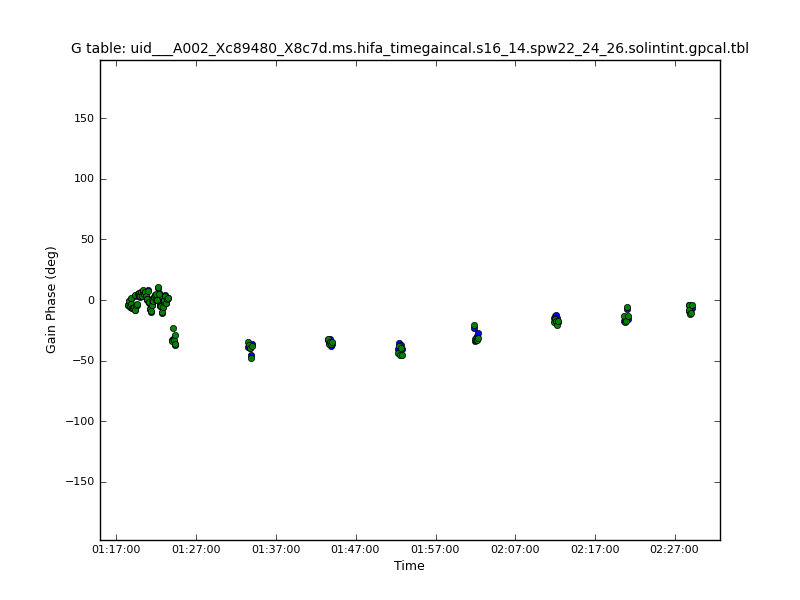 G table: uid___A002_Xc89480_X8c7d.ms.hifa_timegaincal.s16_14.spw22_24_26.solintint.gpcal.tbl
150
100
50
0
−50
−100
−150
Gain Phase (deg)
01:17:00 01:27:00 01:37:00 01:47:00 01:57:00 02:07:00 02:17:00 02:27:00
Time